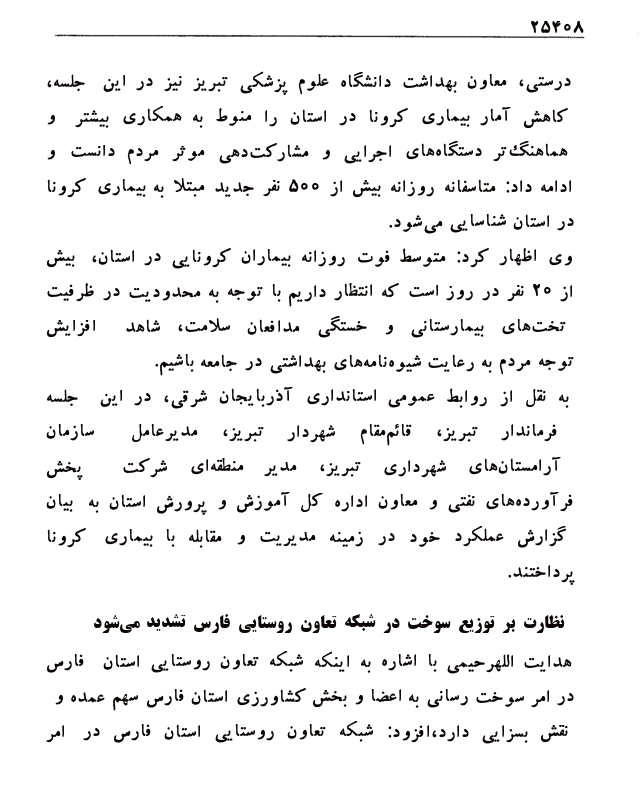 ۲۵۴۰۸
درستی، معاون بهداشت دانشگاه علوم پزشکی تبریز نیز در این جلسه،
کاهش آمار بیماری کرونا در استان را منوط به همکاری بیشتر و
هماهنگ‌تر دستگاه‌های اجرایی و مشارکت‌دهی موثر مردم دانست و
ادامه داد: متاسفانه روزانه بیش از ۵۰۰ نفر جدید مبتلا به بیماری کرونا
در استان شناسایی می‌شود.
وی اظهار کرد: متوسط فوت روزانه بیماران کرونایی در استان، بیش
از ۲۰ نفر در روز است که انتظار داریم با توجه به محدودیت در ظرفیت
تخت‌های بیمارستانی و خستگی مدافعان سلامت، شاهد افزایش
توجه مردم به رعایت شیوه‌نامه‌های بهداشتی در جامعه باشیم.
به نقل از روابط عمومی استانداری آذربایجان شرقی، در این جلسه
فرماندار تبریز، قائم‌مقام شهردار تبریز، مدیرعامل سازمان
آرامستان‌های شهرداری تبریز، مدیر منطقه‌ای شرکت پخش
فرآورده‌های نفتی و معاون اداره کل آموزش و پرورش استان به بیان
گزارش عملکرد خود در زمینه مدیریت و مقابله با بیماری کرونا
پرداختند.
نظارت بر توزیع سوخت در شبکه تعاون روستایی فارس تشدید می‌شود
هدایت اللهرحیمی با اشاره به اینکه شبکه تعاون روستایی استان فارس
در امر سوخت رسانی به اعضا و بخش کشاورزی استان فارس سهم عمده و
نقش بسزایی دارد،افزود: شبکه تعاون روستایی استان فارس در امر